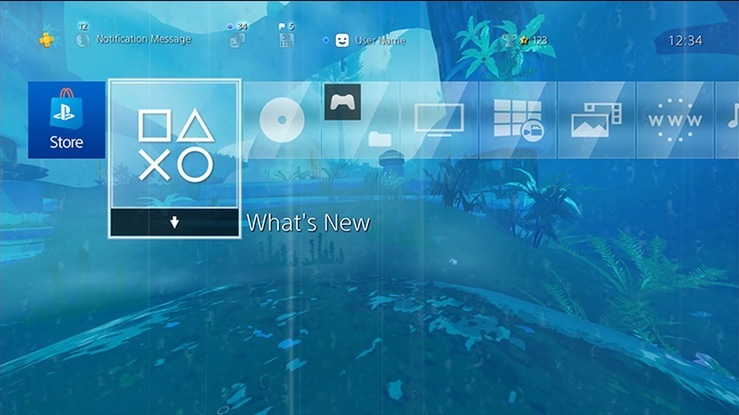 12
Notification Message
34
5
User Name
123
12:34
Store
www
What's New